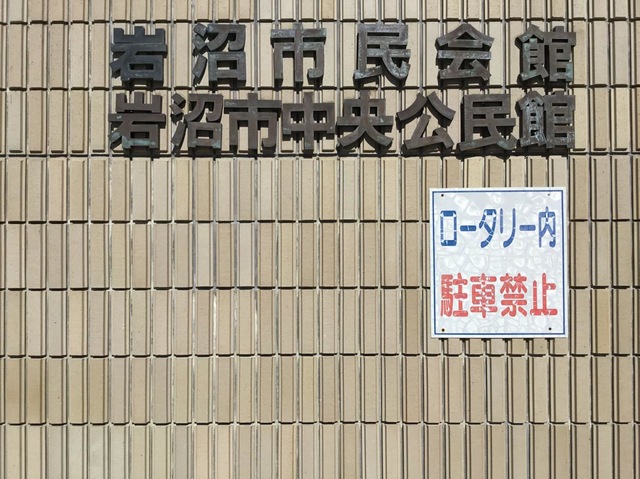 岩沼市民会館
岩沼市中央公民館
ロータリー内
駐車禁止